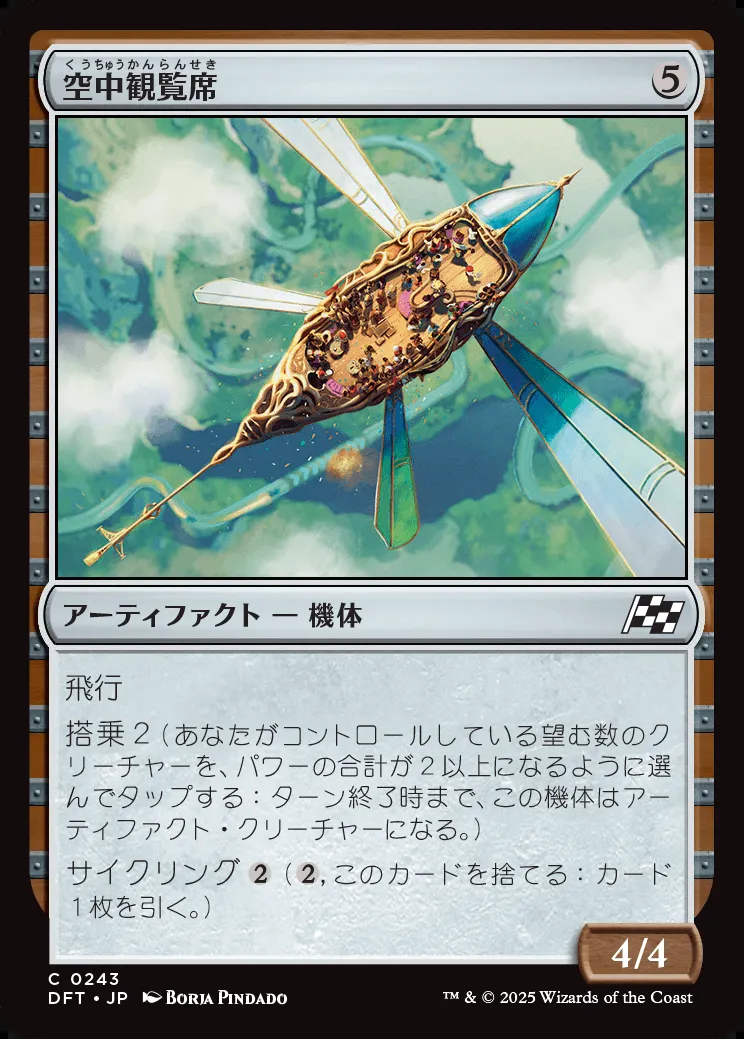 くうちゅうかんらんせき
空中観覧席 5
アーティファクト — 機体
飛行
搭乗2（あなたがコントロールしている望む数のク
リーチャーを、パワーの合計が2以上になるように選
んでタップする：ターン終了時まで、この機体はアー
ティファクト・クリーチャーになる。）
サイクリング 2（2, このカードを捨てる：カード
1枚を引く。）
4/4
C 0243
DFT • JP Borja Pindado
™ & © 2025 Wizards of the Coast